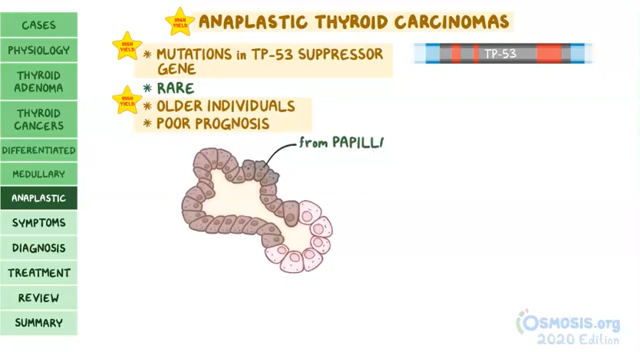 CASES
PHYSIOLOGY
THYROID
ADENOMA
THYROID
CANCERS
DIFFERENTIATED
MEDULLARY
ANAPLASTIC
SYMPTOMS
DIAGNOSIS
TREATMENT
REVIEW
SUMMARY
HIGH YIELD
ANAPLASTIC THYROID CARCINOMAS
HIGH YIELD
* MUTATIONS in TP-53 SUPPRESSOR
GENE
* RARE
HIGH YIELD
* OLDER INDIVIDUALS
* POOR PROGNOSIS
TP-53
from PAPILL
OSMOSIS.org
2020 Edition